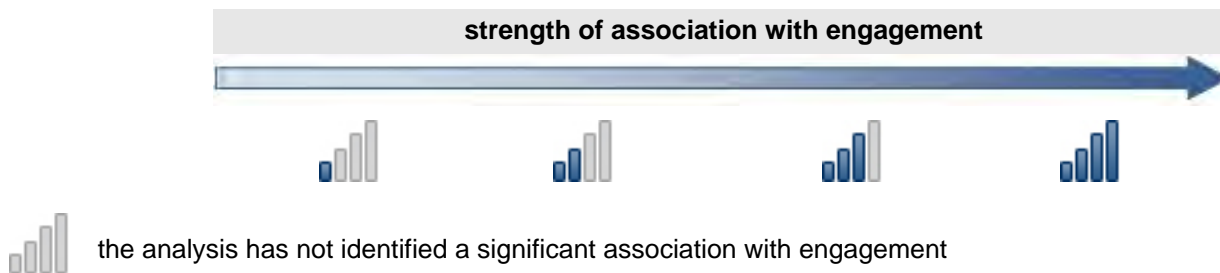 strength of association with engagement
the analysis has not identified a significant association with engagement